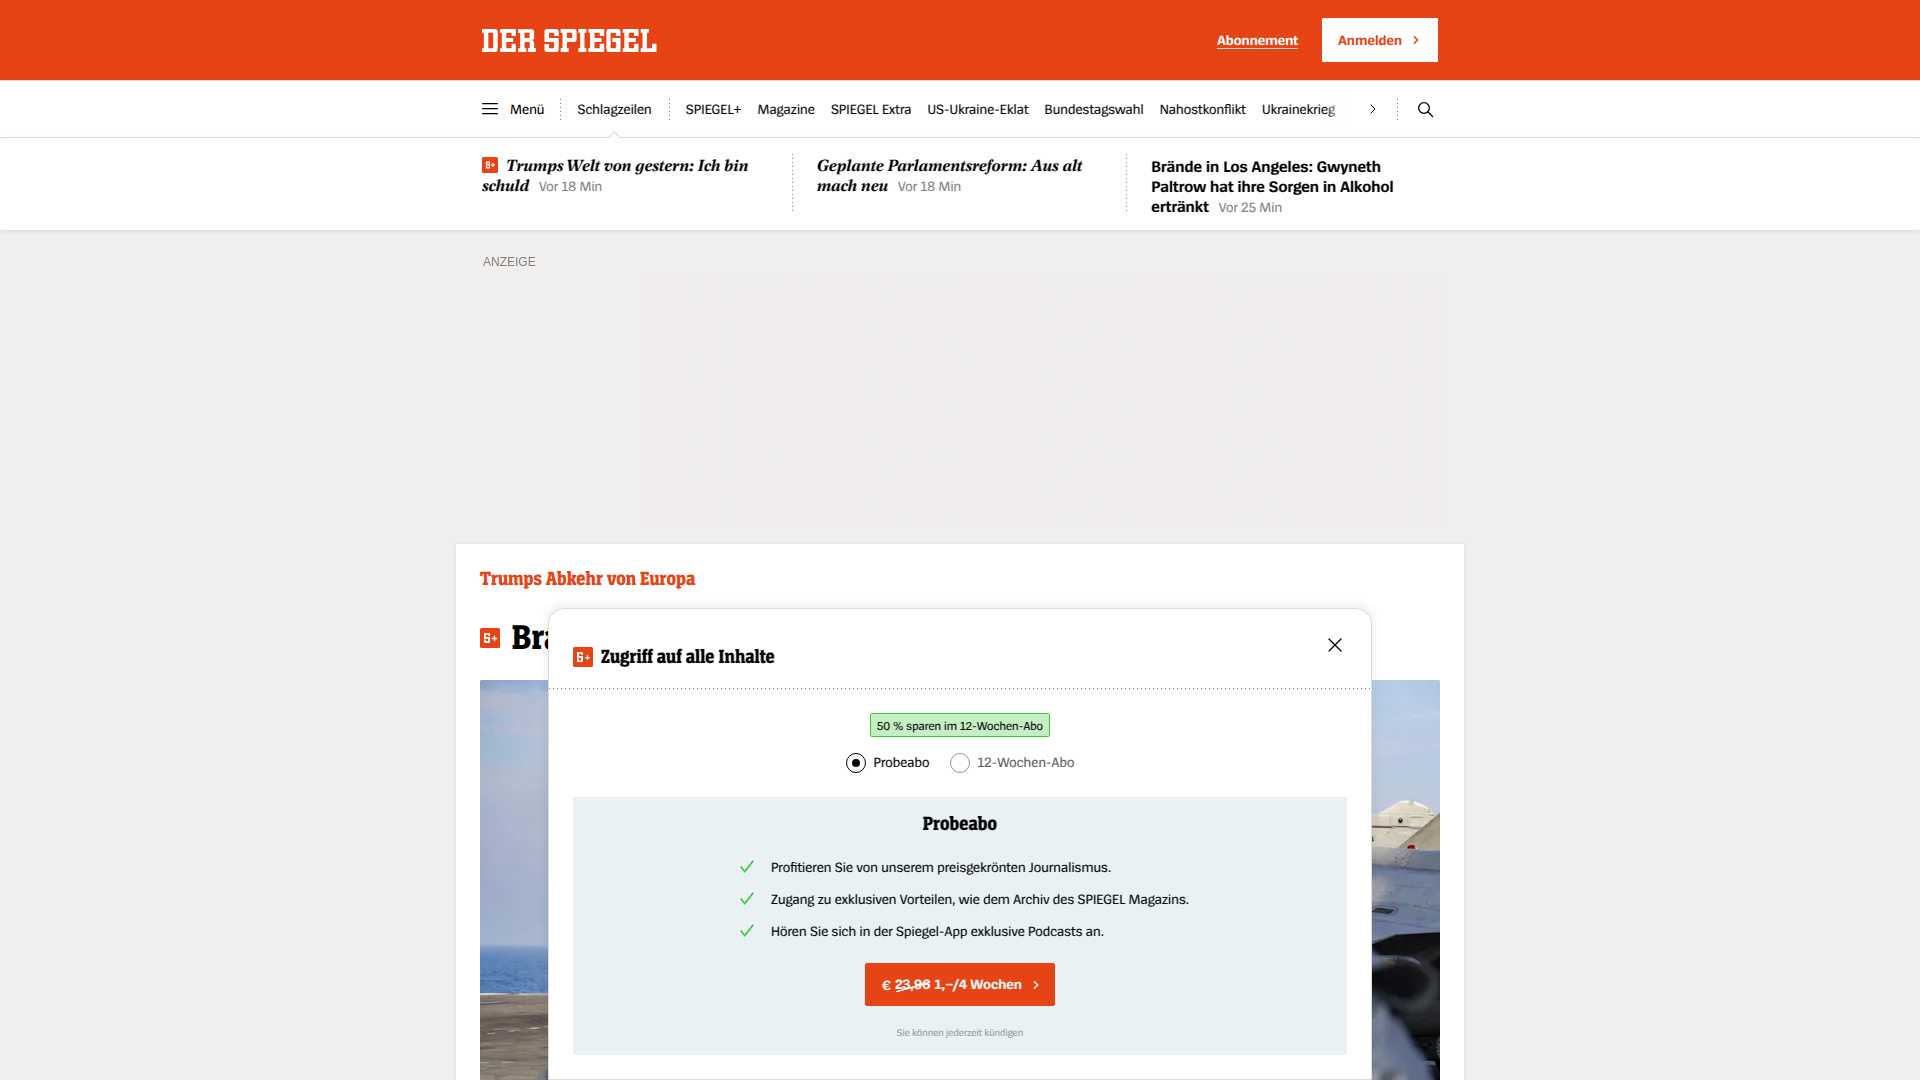 DER SPIEGEL
Abonnement
Anmelden
Menü
Schlagzeilen
SPIEGEL+
Magazine
SPIEGEL Extra
US-Ukraine-Eklat
Bundestagswahl
Nahostkonflikt
Ukrainekrieg
Trumps Welt von gestern: Ich bin
schuld Vor 18 Min
Geplante Parlamentsreform: Aus alt
mach neu Vor 18 Min
Brände in Los Angeles: Gwyneth
Paltrow hat ihre Sorgen in Alkohol
ertränkt Vor 25 Min
ANZEIGE
Trumps Abkehr von Europa
Zugriff auf alle Inhalte
50 % sparen im 12-Wochen-Abo
Probeabo
12-Wochen-Abo
Probeabo
Profitieren Sie von unserem preisgekrönten Journalismus.
Zugang zu exklusiven Vorteilen, wie dem Archiv des SPIEGEL Magazins.
Hören Sie sich in der Spiegel-App exklusive Podcasts an.
€ 23,96 1,–/4 Wochen
Sie können jederzeit kündigen